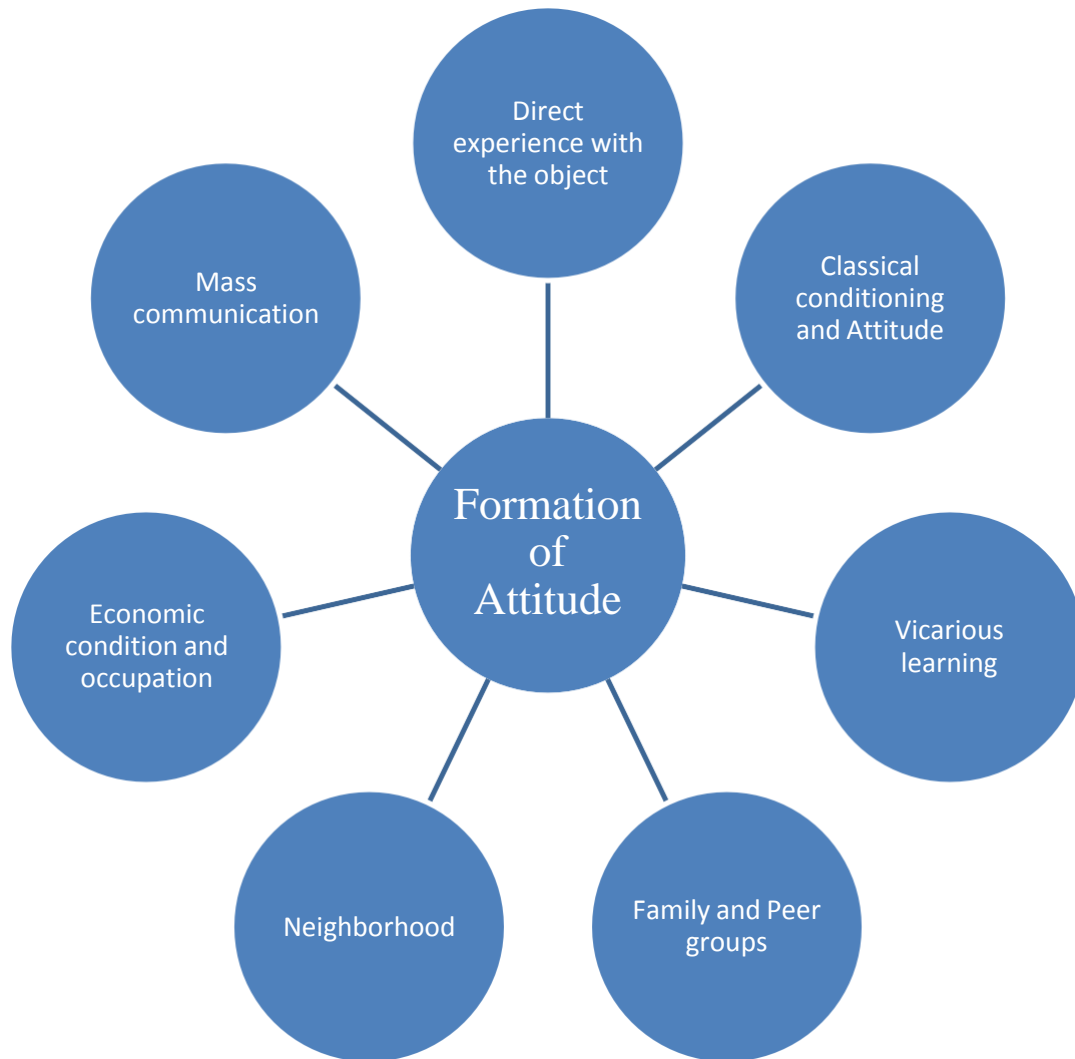 Direct
experience with
the object
Mass
communication
Classical
conditioning
and Attitude
Formation
of
Attitude
Economic
condition and
occupation
Vicarious
learning
Neighborhood
Family and Peer
groups